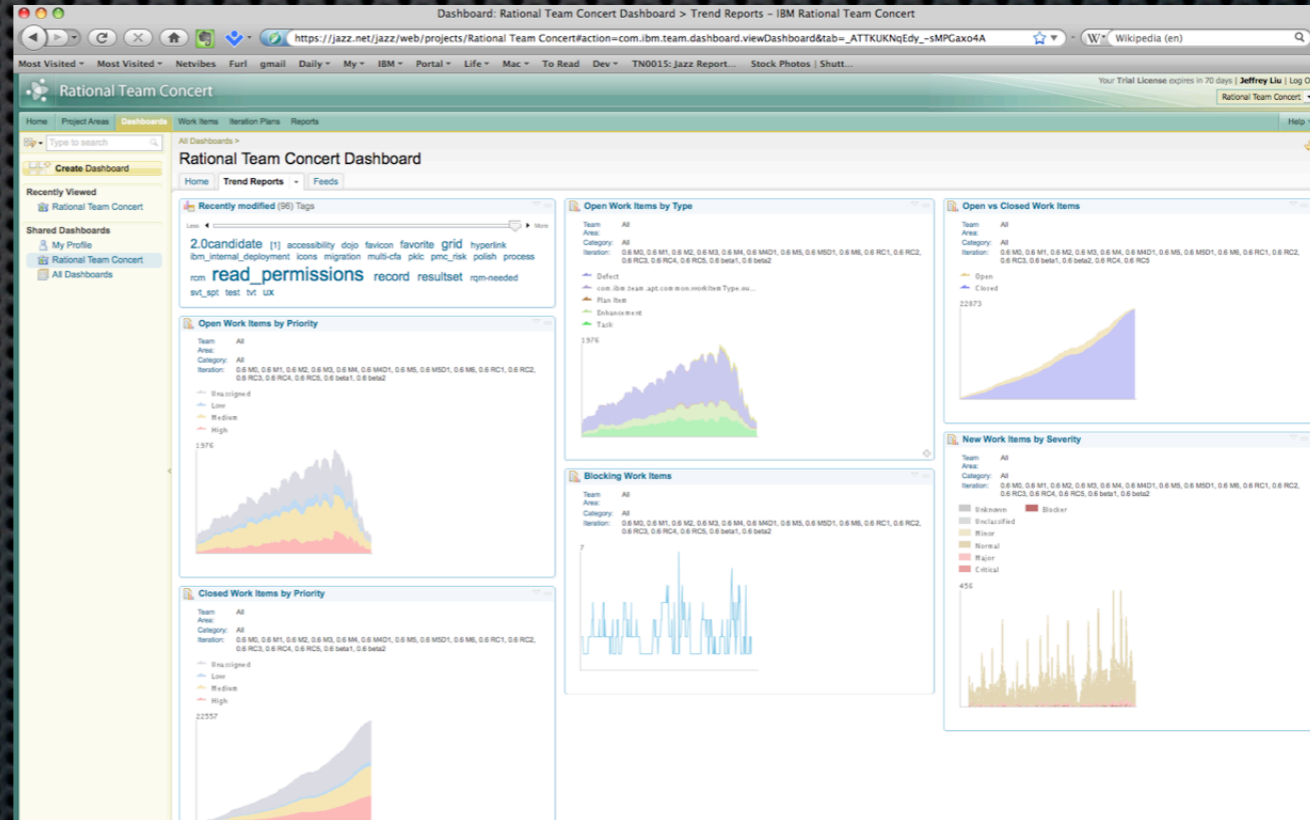 Dashboard: Rational Team Concert Dashboard > Trend Reports – IBM Rational Team Concert
https://jazz.net/jazz/web/projects/Rational Team Concert#action=com.ibm.team.dashboard.viewDashboard&tab=_ATTKUKNqEdy_-sMPGaxo4A
Wikipedia (en)
Most Visited Most Visited Netvibes Furl gmail Daily My IBM Portal Life Mac To Read Dev TN0015: Jazz Report... Stock Photos | Shutt...
Your Trial License expires in 70 days | Jeffrey Liu | Log O
Rational Team Concert
Rational Team Concert
Home Project Areas Dashboards Work Items Iteration Plans Reports Help
Type to search
Create Dashboard
Recently Viewed
Rational Team Concert
Shared Dashboards
My Profile
Rational Team Concert
All Dashboards
All Dashboards >
Rational Team Concert Dashboard
Home Trend Reports Feeds
Recently modified (96) Tags
Less More
2.0candidate [1] accessibility dojo favicon favorite grid hyperlink
ibm_internal_deployment icons migration multi-cfa pklc pmc_risk polish process
rcm read_permissions record resultset rqm-needed
svt_spt test tvt ux
Open Work Items by Priority
Team Area: All
Category: All
Iteration: 0.6 M0, 0.6 M1, 0.6 M2, 0.6 M3, 0.6 M4, 0.6 M4D1, 0.6 M5, 0.6 M5D1, 0.6 M6, 0.6 RC1, 0.6 RC2,
0.6 RC3, 0.6 RC4, 0.6 RC5, 0.6 beta1, 0.6 beta2
Unassigned
Low
Medium
High
1976
Closed Work Items by Priority
Team Area: All
Category: All
Iteration: 0.6 M0, 0.6 M1, 0.6 M2, 0.6 M3, 0.6 M4, 0.6 M4D1, 0.6 M5, 0.6 M5D1, 0.6 M6, 0.6 RC1, 0.6 RC2,
0.6 RC3, 0.6 RC4, 0.6 RC5, 0.6 beta1, 0.6 beta2
Unassigned
Low
Medium
High
22557
Open Work Items by Type
Team Area: All
Category: All
Iteration: 0.6 M0, 0.6 M1, 0.6 M2, 0.6 M3, 0.6 M4, 0.6 M4D1, 0.6 M5, 0.6 M5D1, 0.6 M6, 0.6 RC1, 0.6 RC2,
0.6 RC3, 0.6 RC4, 0.6 RC5, 0.6 beta1, 0.6 beta2
Defect
com.ibm.team.apt.common.workItemType.su...
Plan Item
Enhancement
Task
1976
Blocking Work Items
Team Area: All
Category: All
Iteration: 0.6 M0, 0.6 M1, 0.6 M2, 0.6 M3, 0.6 M4, 0.6 M4D1, 0.6 M5, 0.6 M5D1, 0.6 M6, 0.6 RC1, 0.6 RC2,
0.6 RC3, 0.6 RC4, 0.6 RC5, 0.6 beta1, 0.6 beta2
7
Open vs Closed Work Items
Team Area: All
Category: All
Iteration: 0.6 M0, 0.6 M1, 0.6 M2, 0.6 M3, 0.6 M4, 0.6 M4D1, 0.6 M5, 0.6 M5D1, 0.6 M6, 0.6 RC1, 0.6 RC2,
0.6 RC3, 0.6 beta1, 0.6 beta2, 0.6 RC4, 0.6 RC5
Open
Closed
22873
New Work Items by Severity
Team Area: All
Category: All
Iteration: 0.6 M0, 0.6 M1, 0.6 M2, 0.6 M3, 0.6 M4, 0.6 M4D1, 0.6 M5, 0.6 M5D1, 0.6 M6, 0.6 RC1, 0.6 RC2,
0.6 RC3, 0.6 RC4, 0.6 RC5, 0.6 beta1, 0.6 beta2
Unknown Blocker
Unclassified
Minor
Normal
Major
Critical
456